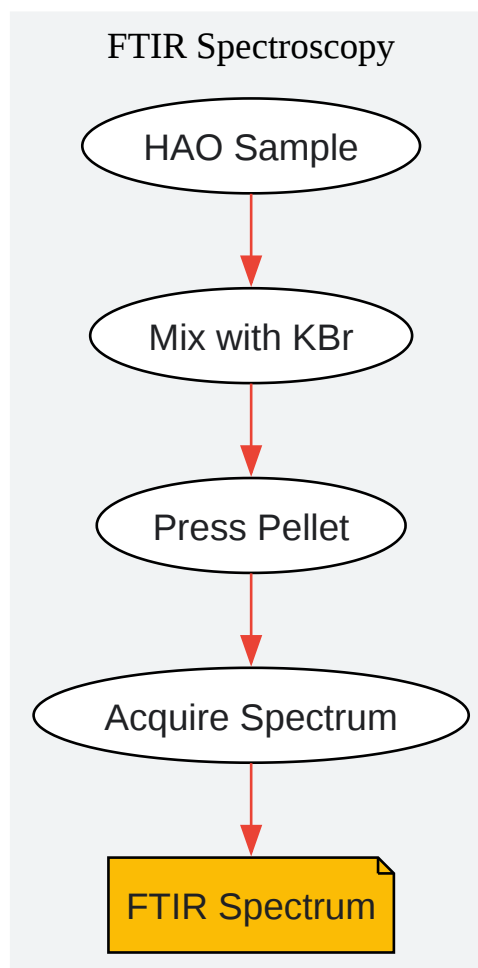 FTIR Spectroscopy
HAO Sample
Mix with KBr
Press Pellet
Acquire Spectrum
FTIR Spectrum